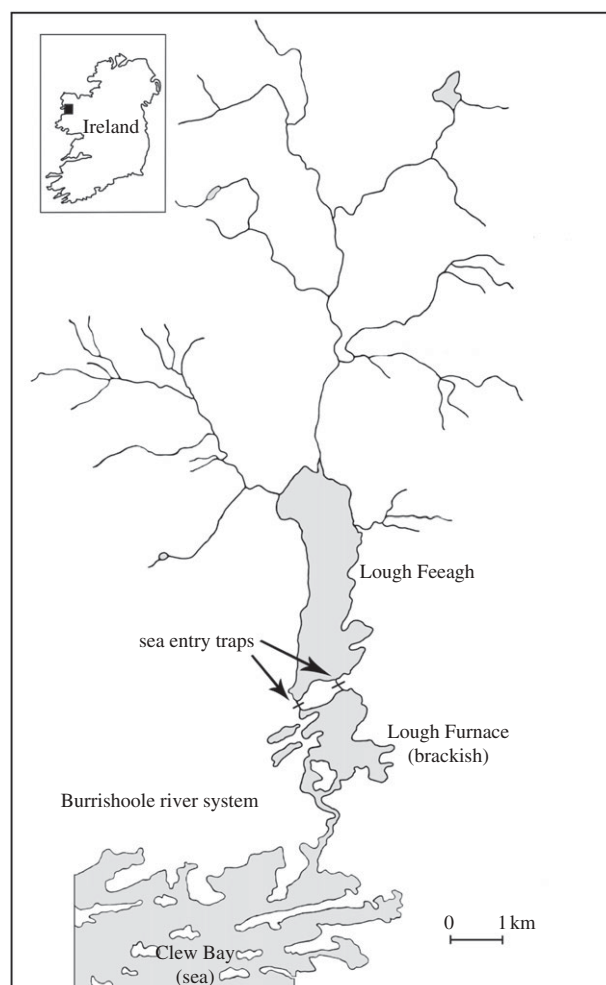 Ireland
Lough Feeagh
sea entry traps
Lough Furnace
(brackish)
Burrishoole river system
0 1 km
Clew Bay
(sea)